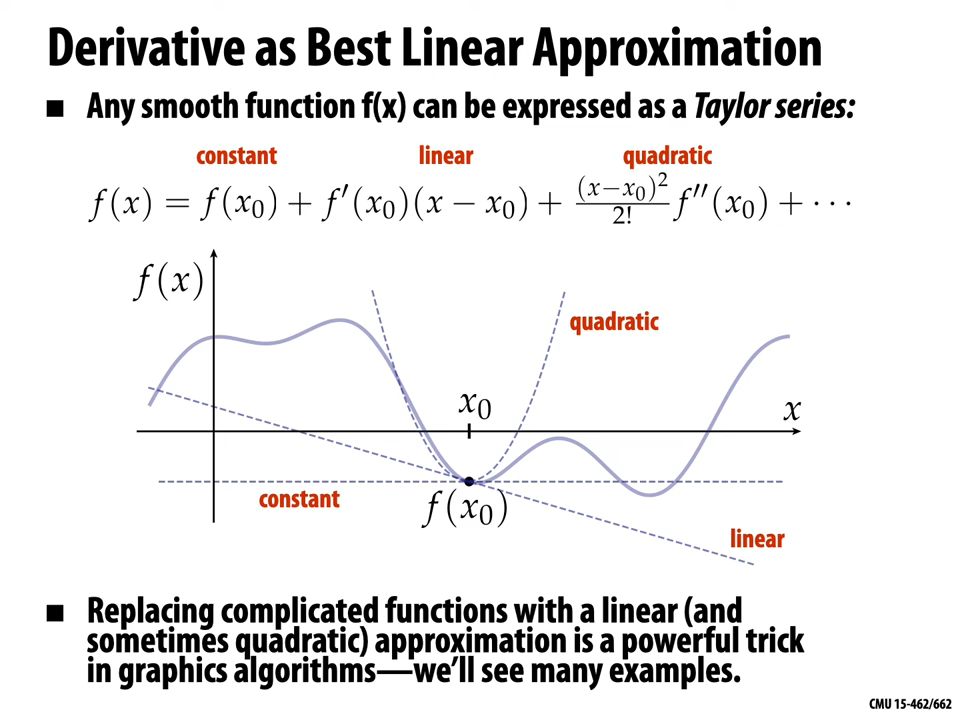 Derivative as Best Linear Approximation
■ Any smooth function f(x) can be expressed as a Taylor series:
constant linear quadratic
f(x) = f(x₀) + f′(x₀)(x − x₀) + (x−x₀)²/2! f′′(x₀) + ···
f(x)
quadratic
x₀
x
constant
f(x₀)
linear
■ Replacing complicated functions with a linear (and
sometimes quadratic) approximation is a powerful trick
in graphics algorithms—we’ll see many examples.
CMU 15-462/662